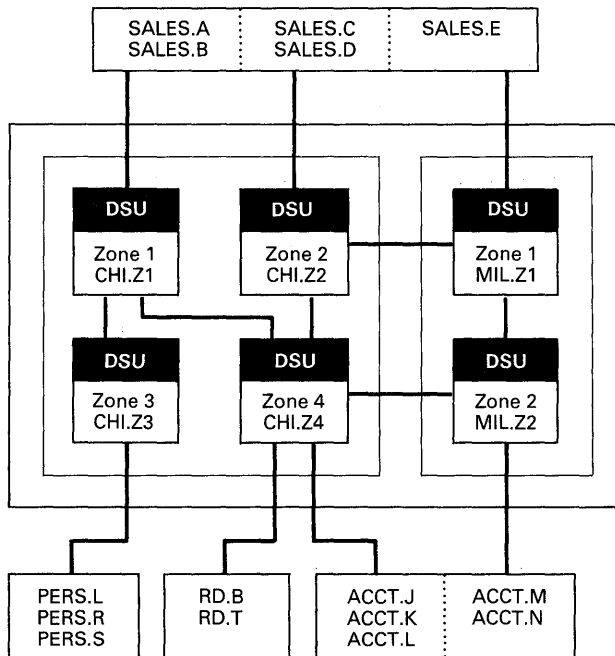 SALES.A SALES.C SALES.E
SALES.B SALES.D
DSU DSU DSU
Zone 1 Zone 2 Zone 1
CHI.Z1 CHI.Z2 MIL.Z1
DSU DSU DSU
Zone 3 Zone 4 Zone 2
CHI.Z3 CHI.Z4 MIL.Z2
PERS.L RD.B ACCT.J ACCT.M
PERS.R RD.T ACCT.K ACCT.N
PERS.S ACCT.L